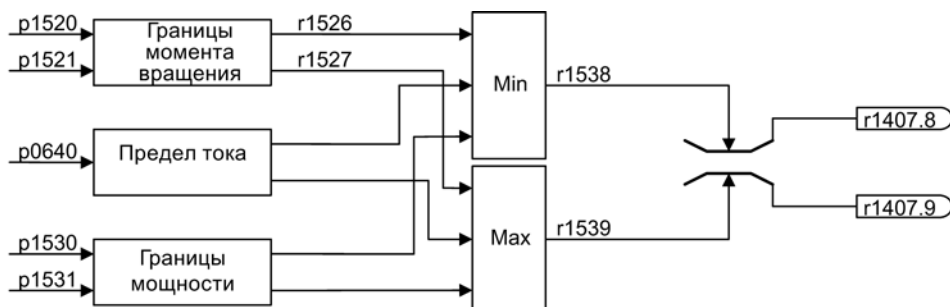 p1520
p1521
Границы
момента
вращения
r1526
r1527
p0640
Предел тока
p1530
p1531
Границы
мощности
Min
r1538
Max
r1539
r1407.8
r1407.9